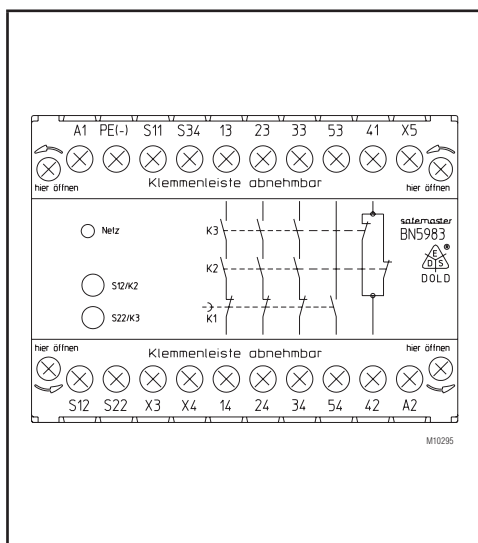 A1 PE(-) S11 S34 13 23 33 53 41 X5
hier öffnen Klemmenleiste abnehmbar hier öffnen
safemaster
BN5983
Netz
K3
E
D S
®
DOLD
K2
S12/K2
S22/K3
K1
hier öffnen Klemmenleiste abnehmbar hier öffnen
S12 S22 X3 X4 14 24 34 54 42 A2
M10295